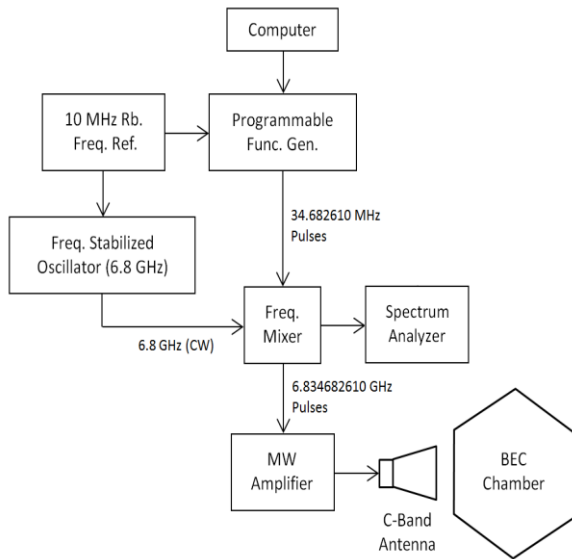 Computer
10 MHz Rb.
Freq. Ref.
Programmable
Func. Gen.
34.682610 MHz
Pulses
Freq. Stabilized
Oscillator (6.8 GHz)
Freq.
Mixer
Spectrum
Analyzer
6.8 GHz (CW)
6.834682610 GHz
Pulses
MW
Amplifier
BEC
Chamber
C-Band
Antenna